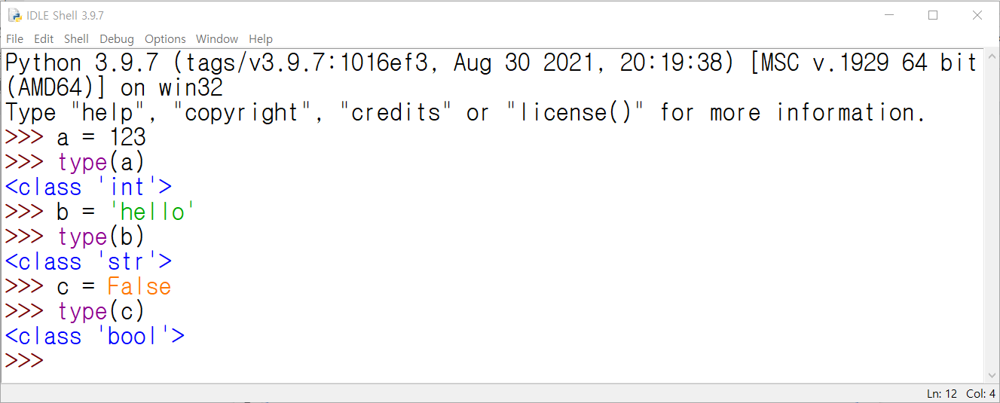 IDLE Shell 3.9.7
File Edit Shell Debug Options Window Help
Python 3.9.7 (tags/v3.9.7:1016ef3, Aug 30 2021, 20:19:38) [MSC v.1929 64 bit
(AMD64)] on win32
Type "help", "copyright", "credits" or "license()" for more information.
>>> a = 123
>>> type(a)
<class 'int'>
>>> b = 'hello'
>>> type(b)
<class 'str'>
>>> c = False
>>> type(c)
<class 'bool'>
>>>
Ln: 12 Col: 4